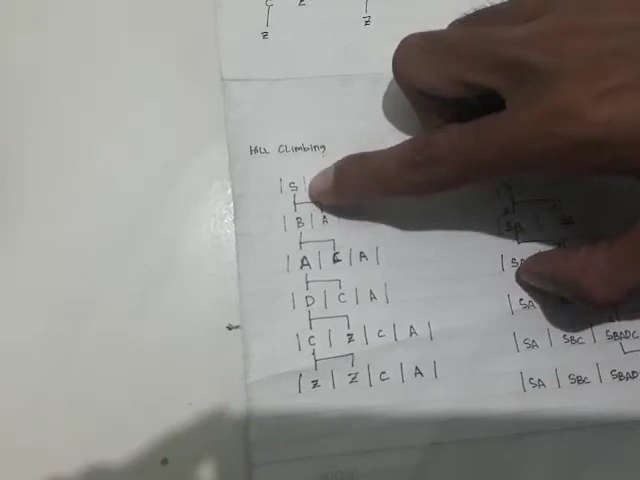 C Z
Z
Z
Hill Climbing
|S|
|B|A
|A|C|A|
|SA
|D|C|A|
|SA
|C|Z|C|A|
|SA|SBC|SBADC
|Z|Z|C|A|
|SA|SBC|SBAD